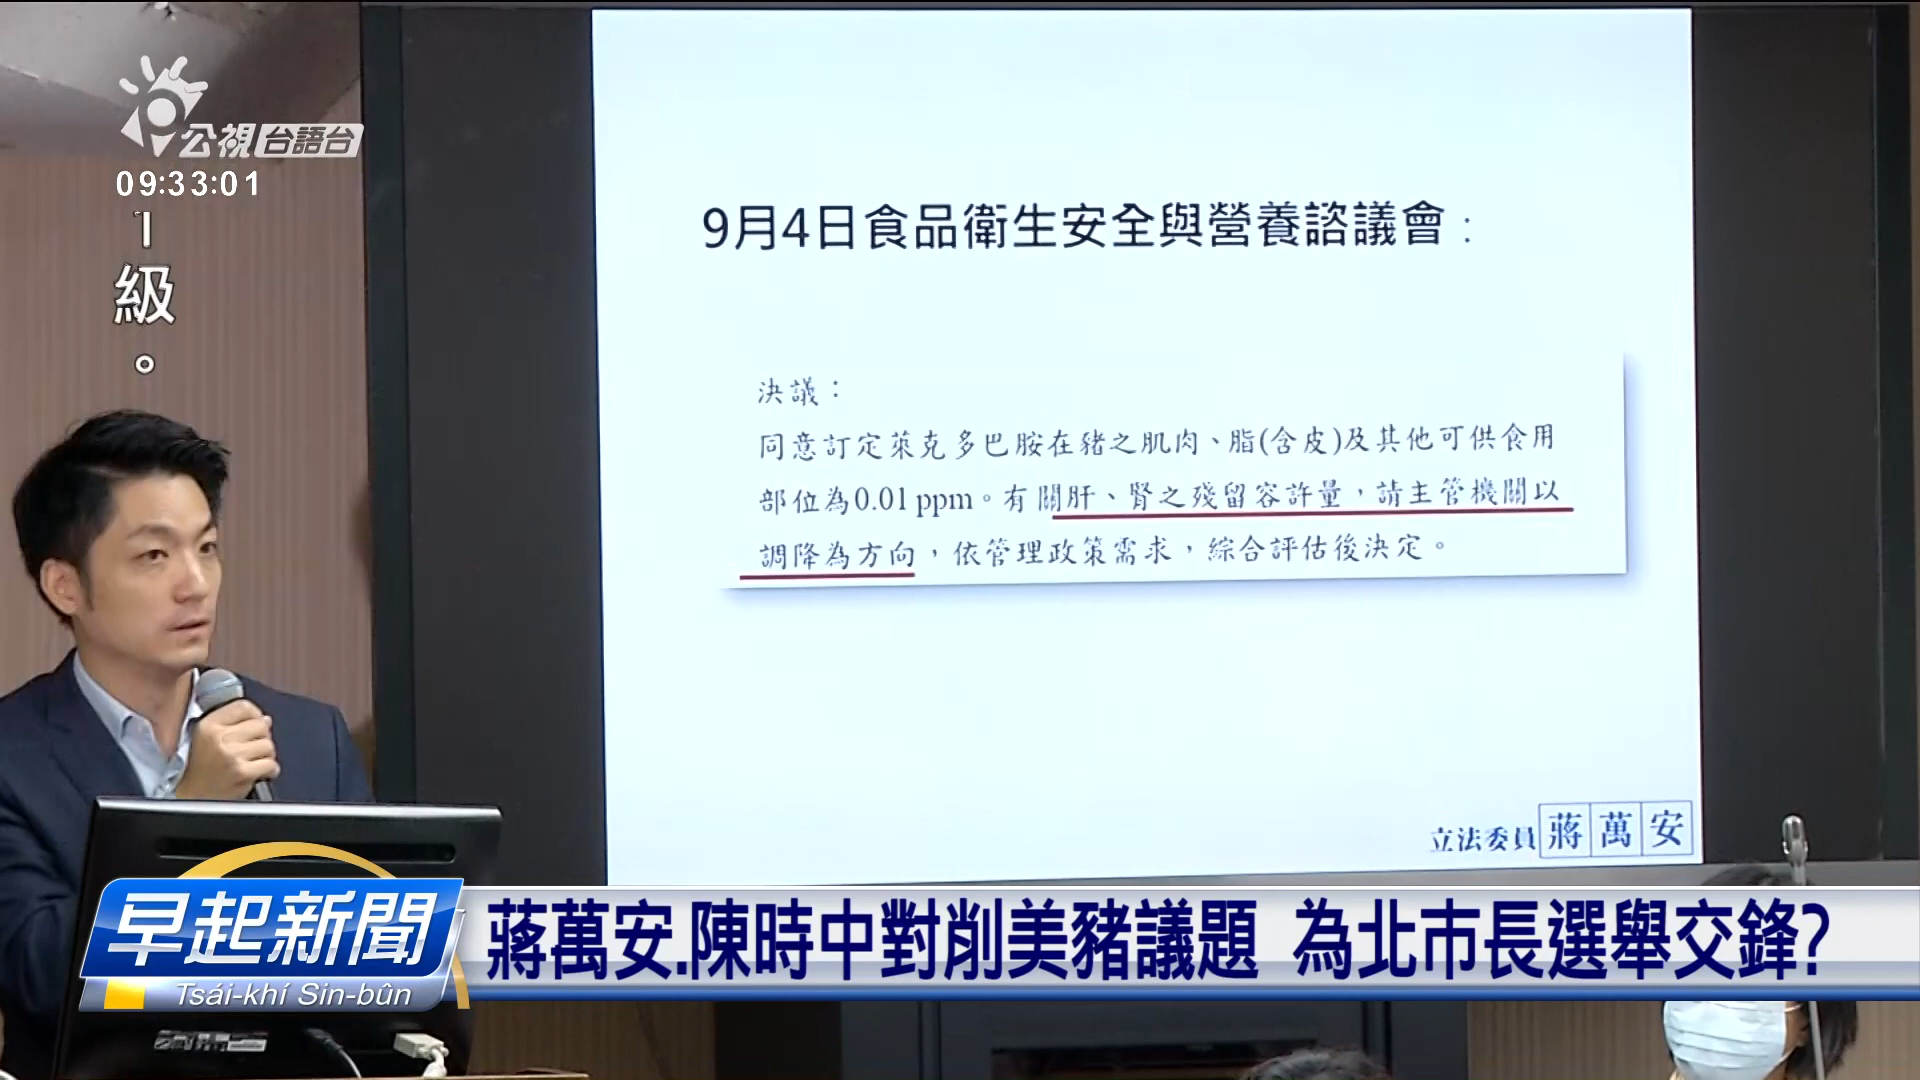 公視台語台
09:33:01
1級。
9月4日食品衛生安全與營養諮議會：
決議：
同意訂定萊克多巴胺在豬之肌肉、脂(含皮)及其他可供食用
部位為0.01 ppm。有關肝、腎之殘留容許量，請主管機關以
調降為方向，依管理政策需求，綜合評估後決定。
立法委員 蔣萬安
早起新聞
Tsái-khí Sin-bûn
蔣萬安.陳時中對削美豬議題 為北市長選舉交鋒?